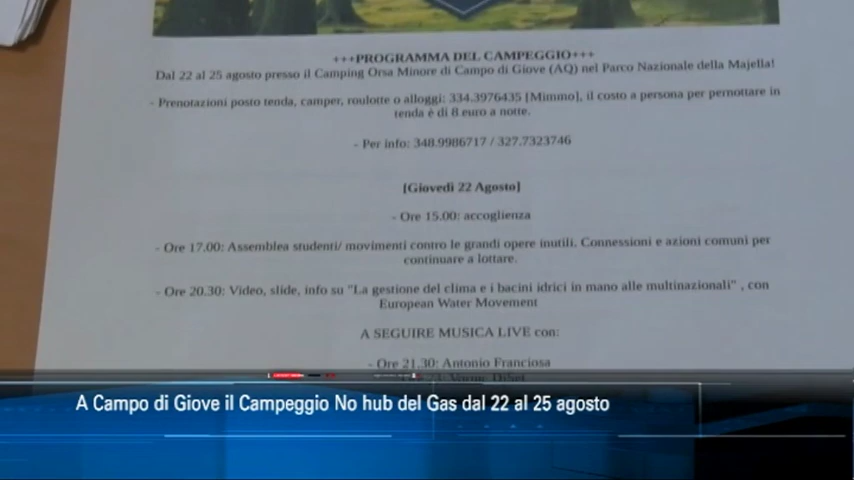 +++PROGRAMMA DEL CAMPEGGIO+++
Dal 22 al 25 agosto presso il Camping Orsa Minore di Campo di Giove (AQ) nel Parco Nazionale della Majella!
- Prenotazioni posto tenda, camper, roulotte o alloggi: 334.3976435 [Mimmo], il costo a persona per pernottare in
tenda è di 8 euro a notte.
- Per info: 348.9986717 / 327.7323746
[Giovedì 22 Agosto]
- Ore 15.00: accoglienza
- Ore 17.00: Assemblea studenti/ movimenti contro le grandi opere inutili. Connessioni e azioni comuni per
continuare a lottare.
- Ore 20.30: Video, slide, info su "La gestione del clima e i bacini idrici in mano alle multinazionali" , con
European Water Movement
A SEGUIRE MUSICA LIVE con:
- Ore 21.30: Antonio Franciosa
A Campo di Giove il Campeggio No hub del Gas dal 22 al 25 agosto